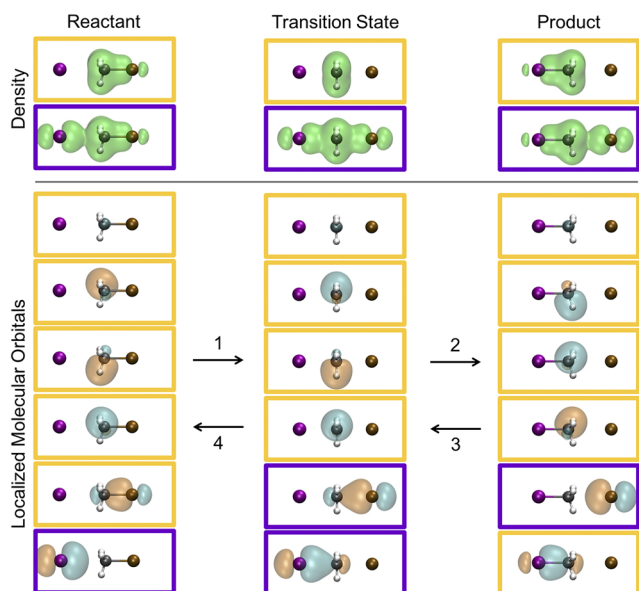 Reactant
Transition State
Product
Density
Localized Molecular Orbitals
1
2
4
3